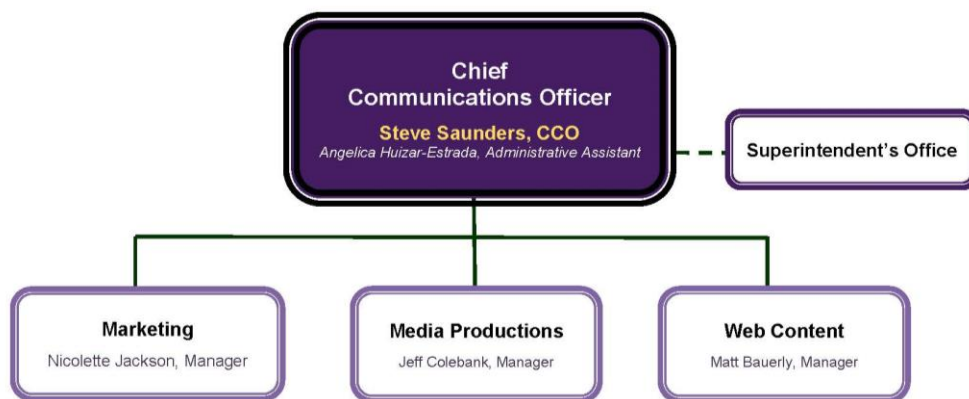 Chief
Communications Officer
Steve Saunders, CCO
Angelica Huizar-Estrada, Administrative Assistant
Superintendent's Office
Marketing
Nicolette Jackson, Manager
Media Productions
Jeff Colebank, Manager
Web Content
Matt Bauerly, Manager